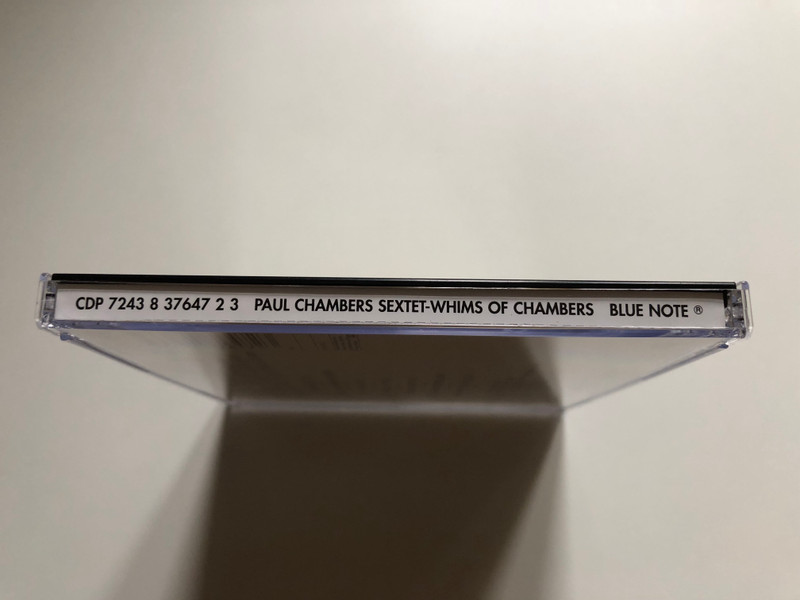 CDP 7243 8 37647 2 3 PAUL CHAMBERS SEXTET-WHIMS OF CHAMBERS BLUE NOTE ®